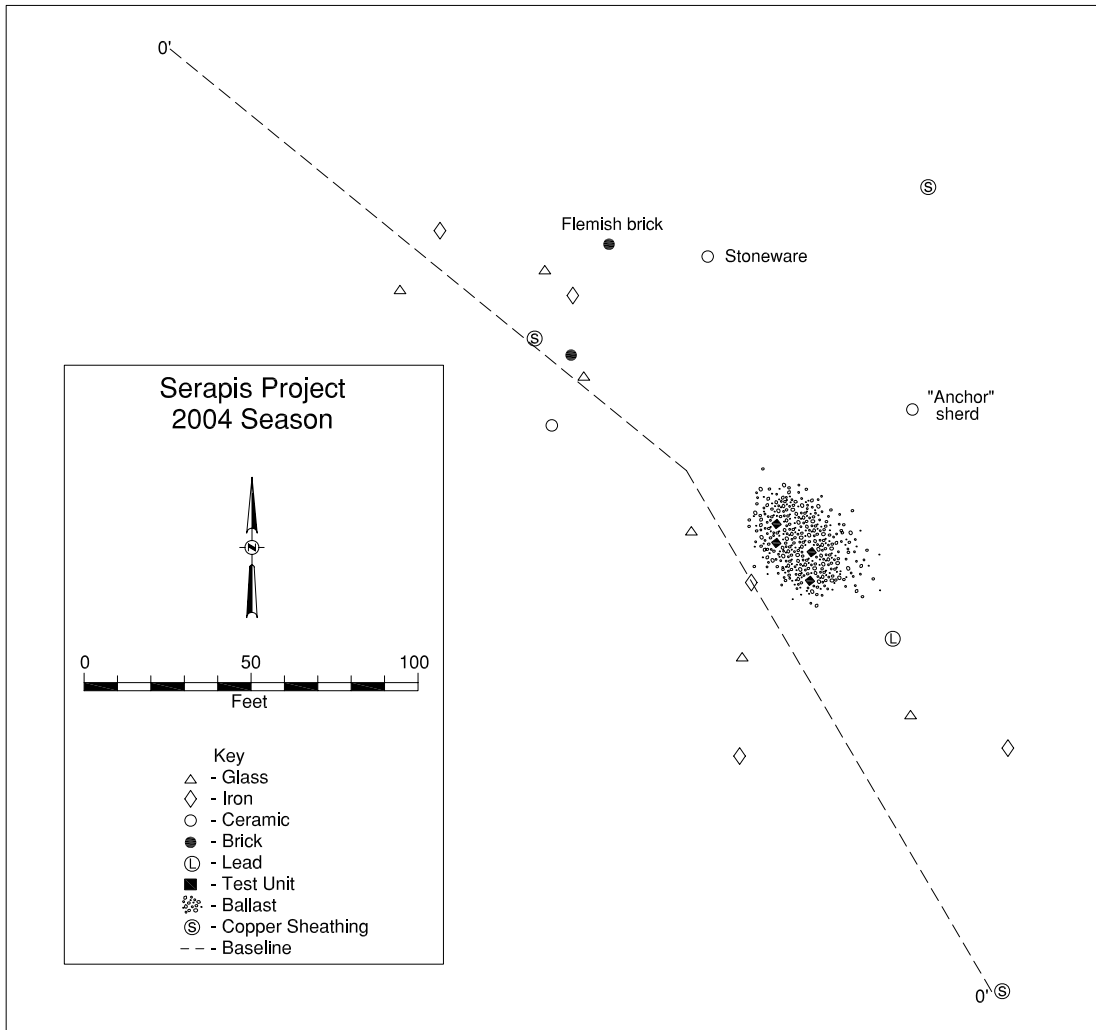 0'
S
Flemish brick
Stoneware
S
"Anchor"
sherd
L
0' S
Serapis Project
2004 Season
N
0 50 100
Feet
Key
- Glass
- Iron
- Ceramic
- Brick
L - Lead
- Test Unit
- Ballast
S - Copper Sheathing
- Baseline